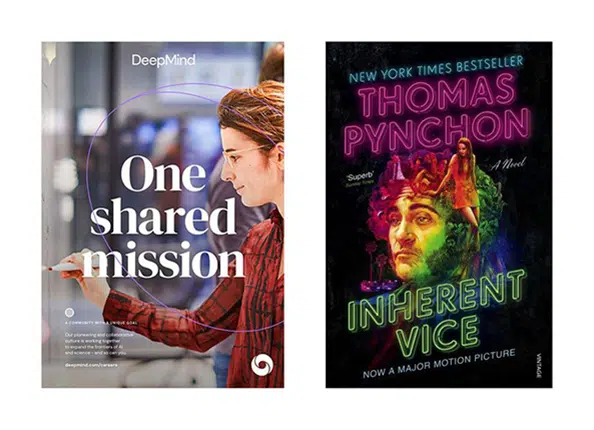 DeepMind
One
shared
mission
A COMMUNITY WITH A UNIQUE GOAL
Our pioneering and collaborative
culture is working together
to expand the frontiers of AI
and science - and so can you.
deepmind.com/careers
NEW YORK TIMES BESTSELLER
THOMAS
PYNCHON
A Novel
'Superb'
Sunday Times
INHERENT
VICE
NOW A MAJOR MOTION PICTURE
VINTAGE